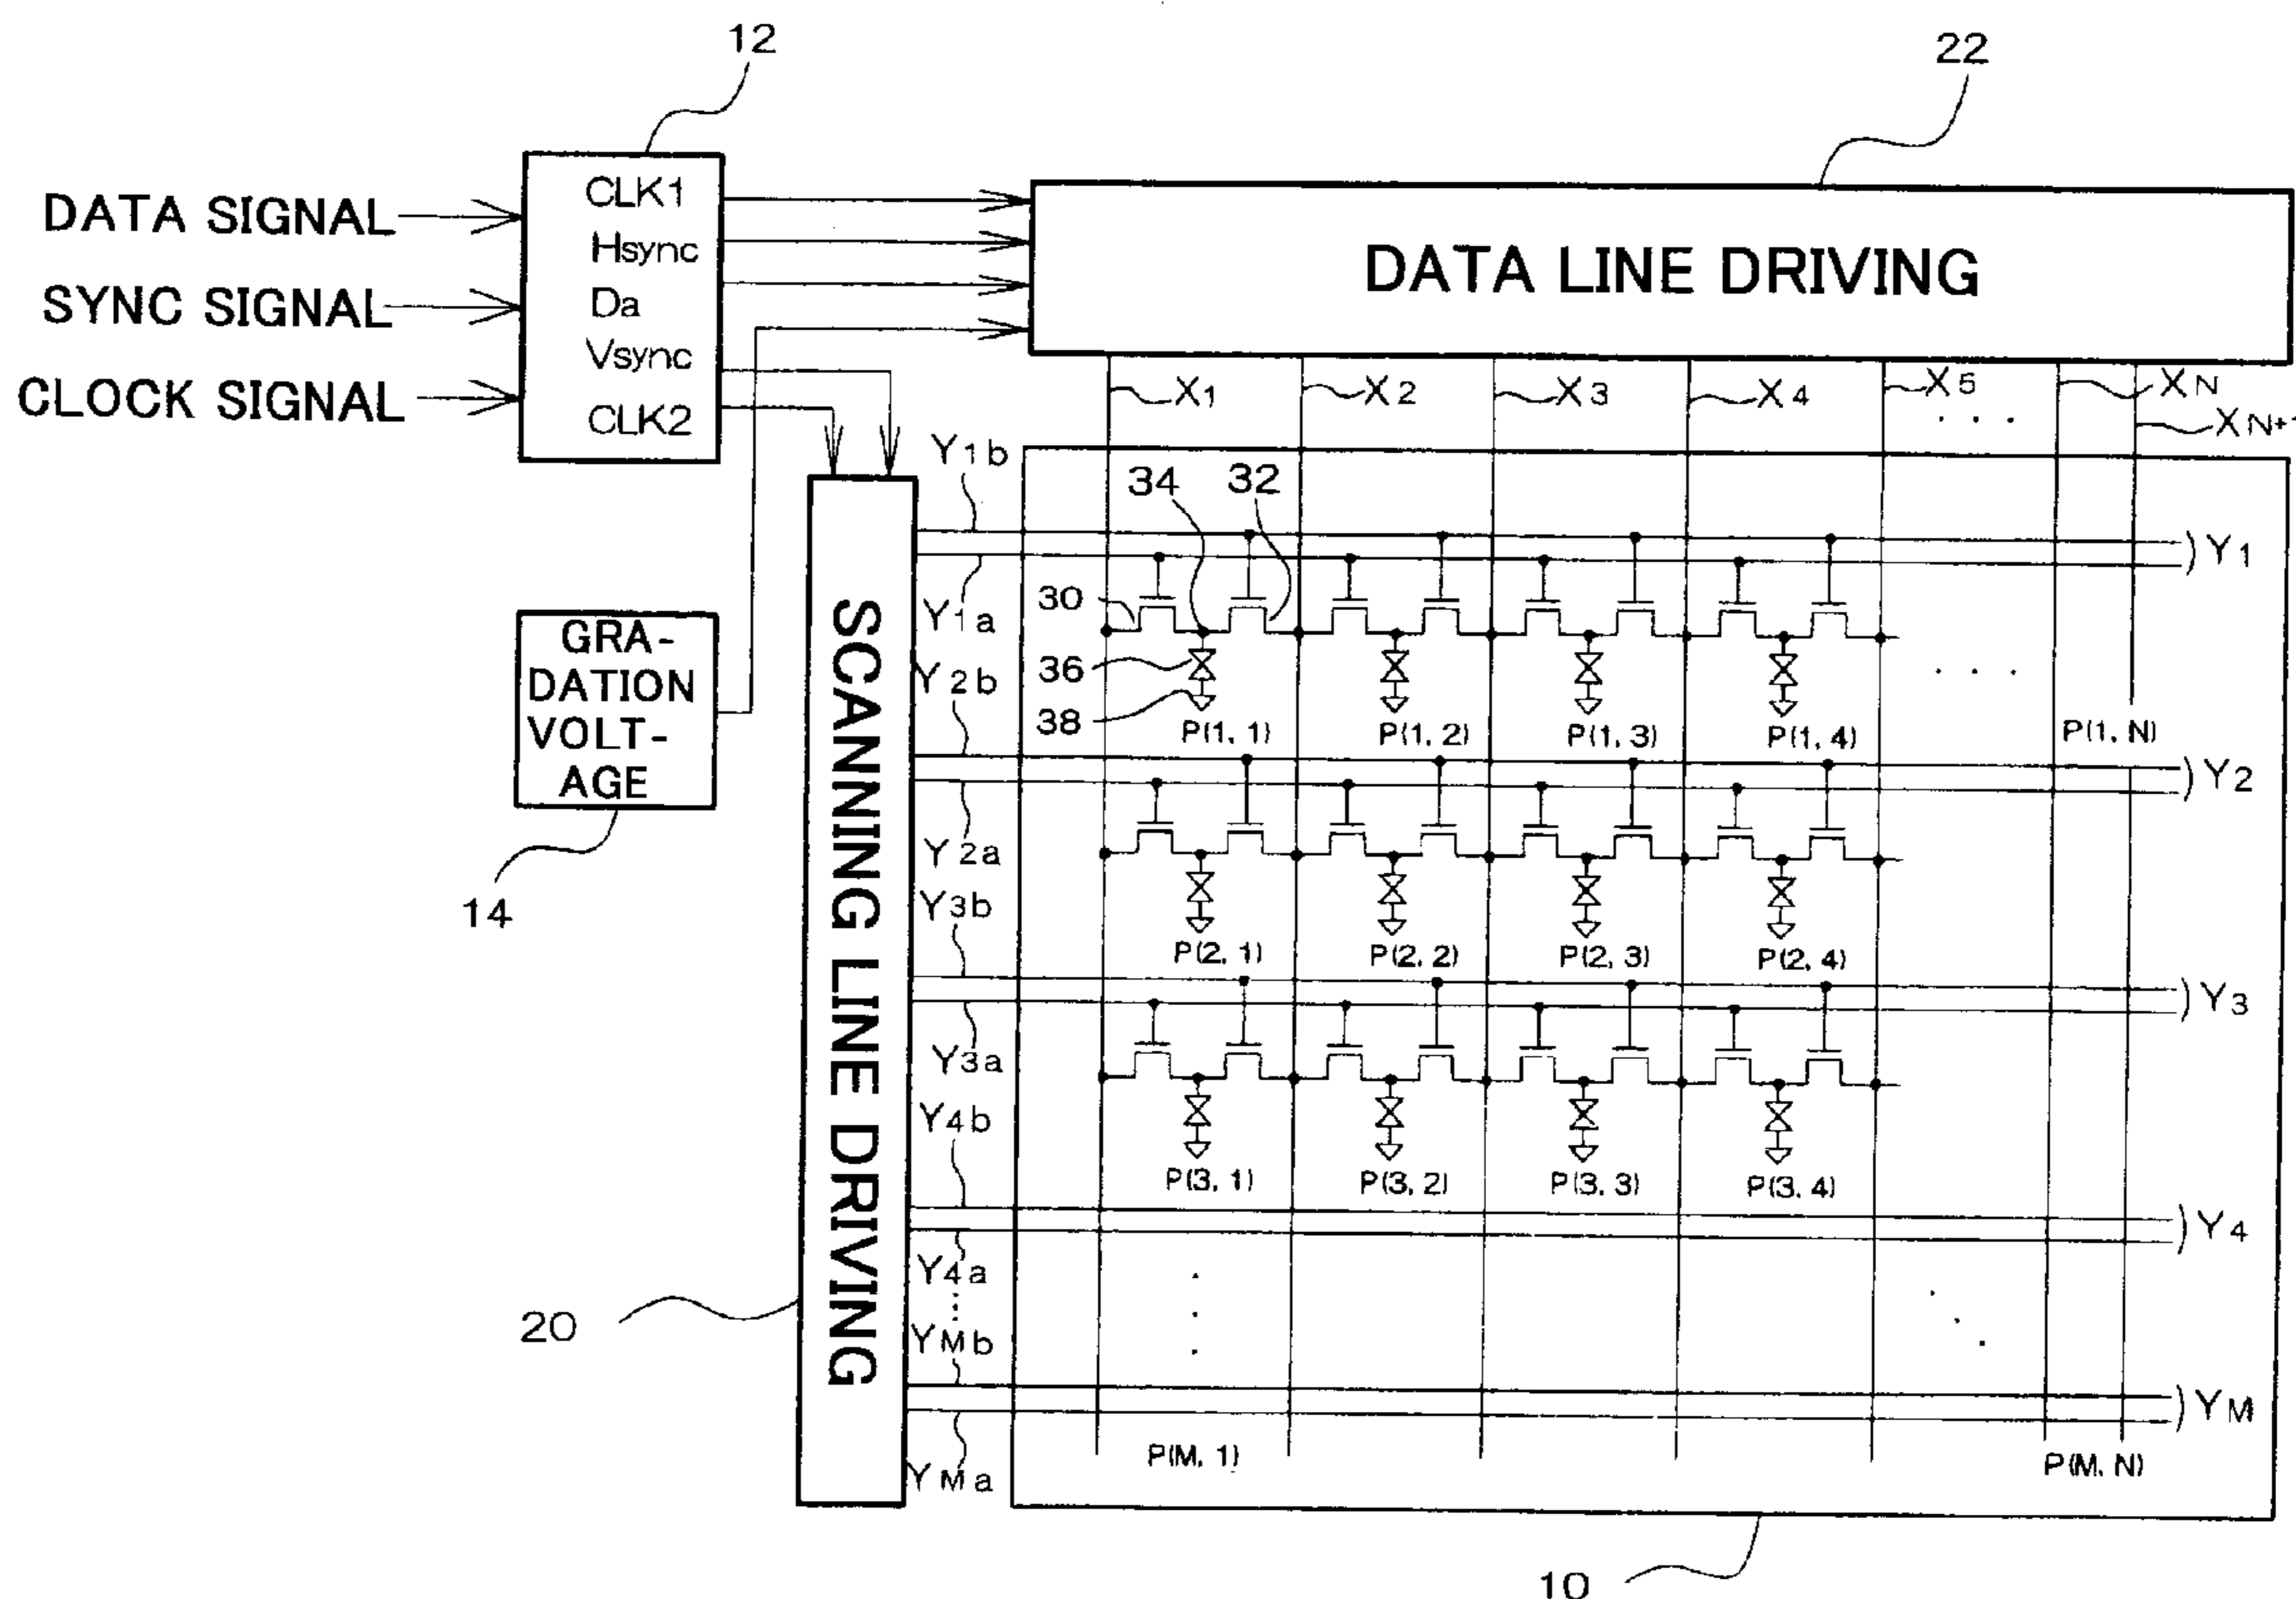 12
22
DATA SIGNAL
SYNC SIGNAL
CLOCK SIGNAL
CLK1
Hsync
Da
Vsync
CLK2
DATA LINE DRIVING
X1
X2
X3
X4
X5
. . .
XN
XN+1
GRA-
DATION
VOLT-
AGE
14
SCANNING LINE DRIVING
20
Y1b
Y1a
Y2b
Y2a
Y3b
Y3a
Y4b
Y4a
YMb
YMa
34
32
30
36
38
Y1
P(1, 1)
P(1, 2)
P(1, 3)
P(1, 4)
. . .
P(1, N)
Y2
P(2, 1)
P(2, 2)
P(2, 3)
P(2, 4)
Y3
P(3, 1)
P(3, 2)
P(3, 3)
P(3, 4)
Y4
YM
P(M, 1)
P(M, N)
10